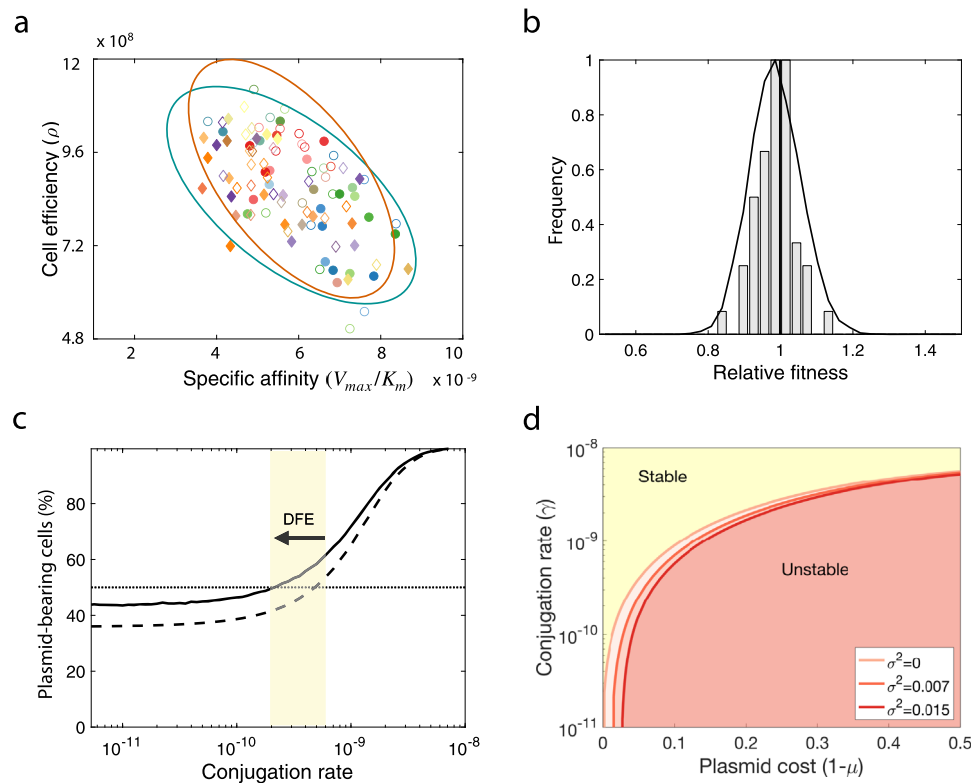 a
x 10⁸
12
9.6
7.2
4.8
Cell efficiency (ρ)
2
4
6
8
10
Specific affinity (V_max/K_m)
x 10⁻⁹
b
1
0.8
0.6
0.4
0.2
0
Frequency
0.6
0.8
1
1.2
1.4
Relative fitness
c
80
60
40
20
0
Plasmid-bearing cells (%)
DFE
10⁻¹¹
10⁻¹⁰
10⁻⁹
10⁻⁸
Conjugation rate
d
10⁻⁸
10⁻⁹
10⁻¹⁰
10⁻¹¹
Conjugation rate (γ)
Stable
Unstable
σ²=0
σ²=0.007
σ²=0.015
0
0.1
0.2
0.3
0.4
0.5
Plasmid cost (1-μ)